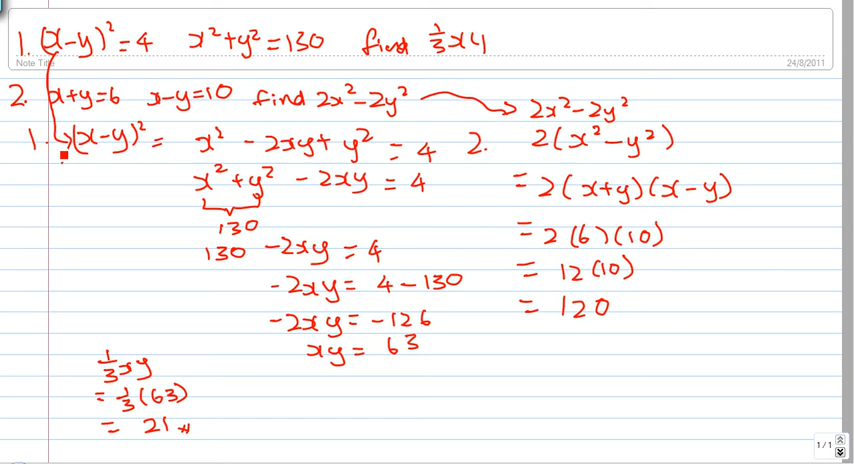 1. (x-y)² = 4 x² + y² = 130 find ⅓xy
Note Title 24/8/2011
2. x+y=6 x-y=10 find 2x²-2y²
1. (x-y)² = x² - 2xy + y² = 4
x² + y² - 2xy = 4
130
130 - 2xy = 4
-2xy = 4 - 130
-2xy = -126
xy = 63
⅓xy
= ⅓(63)
= 21 #
2x²-2y²
2. 2(x²-y²)
= 2(x+y)(x-y)
= 2(6)(10)
= 12(10)
= 120
1/1